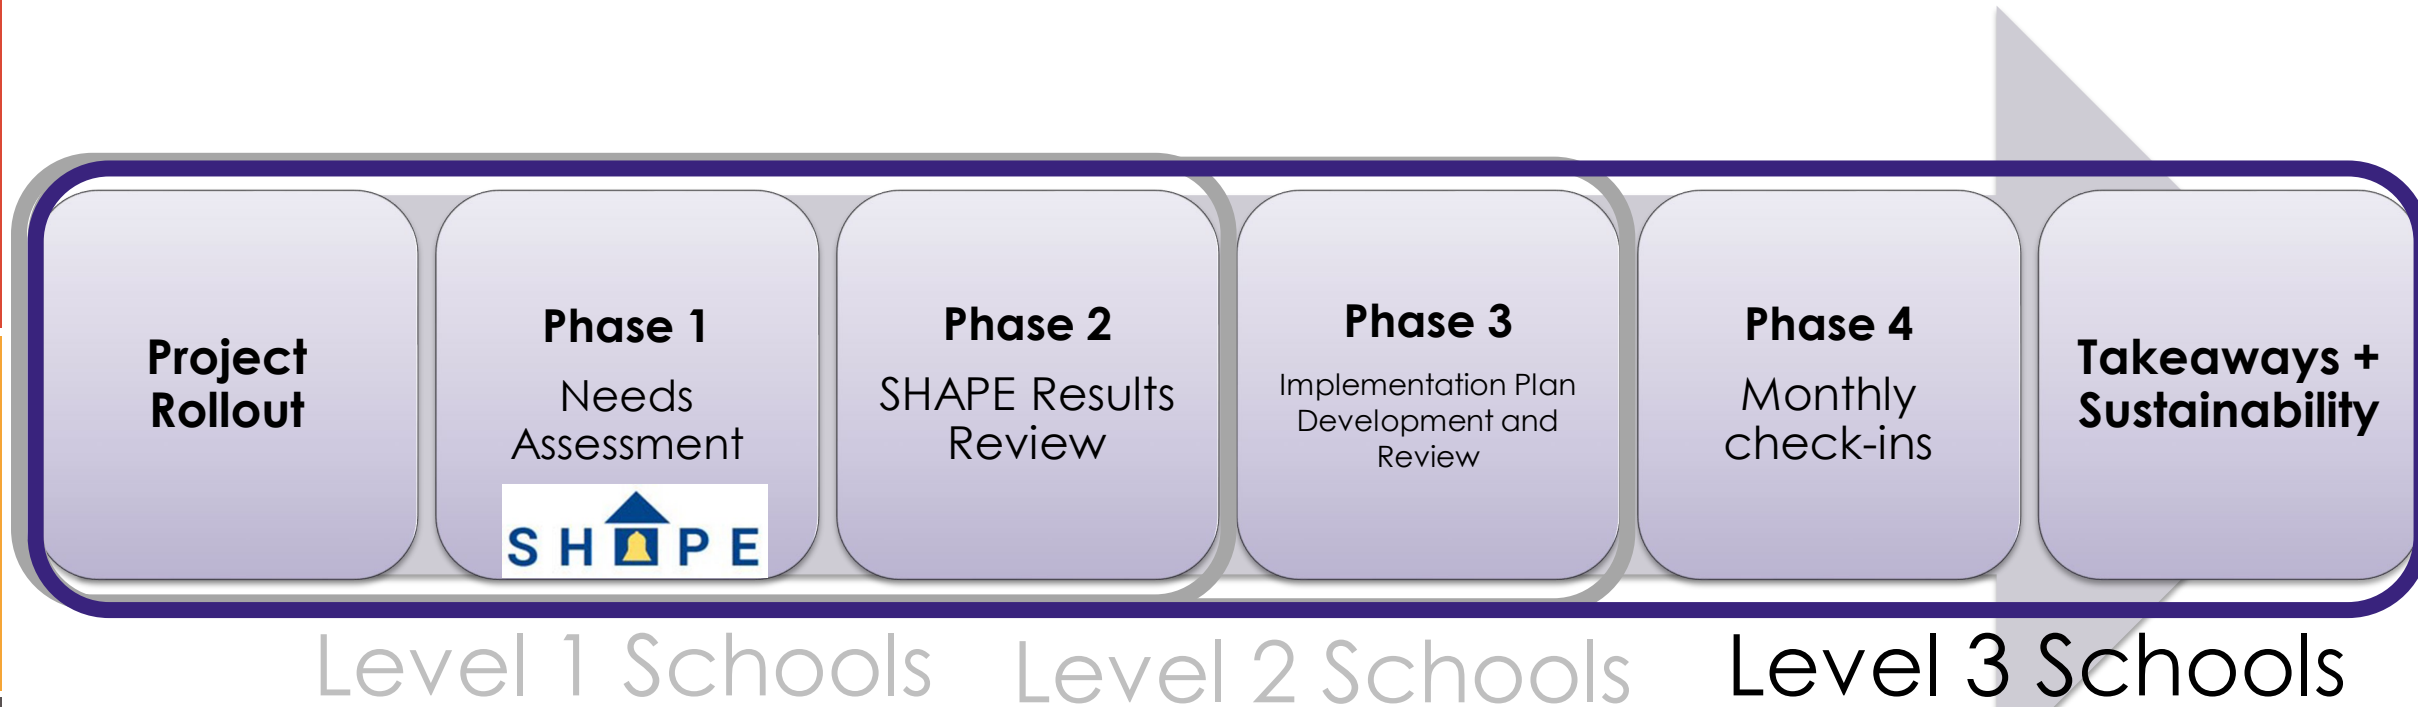 Project
Rollout
Phase 1
Needs
Assessment
SHAPE
Phase 2
SHAPE Results
Review
Phase 3
Implementation Plan
Development and
Review
Phase 4
Monthly
check-ins
Takeaways +
Sustainability
Level 1 Schools
Level 2 Schools
Level 3 Schools